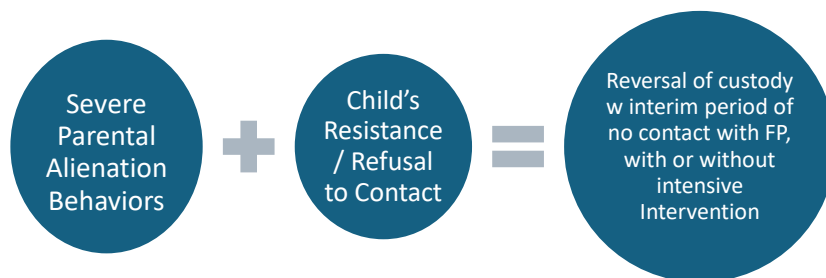 Severe
Parental
Alienation
Behaviors
Child’s
Resistance
/ Refusal
to Contact
Reversal of custody
w interim period of
no contact with FP,
with or without
intensive
Intervention